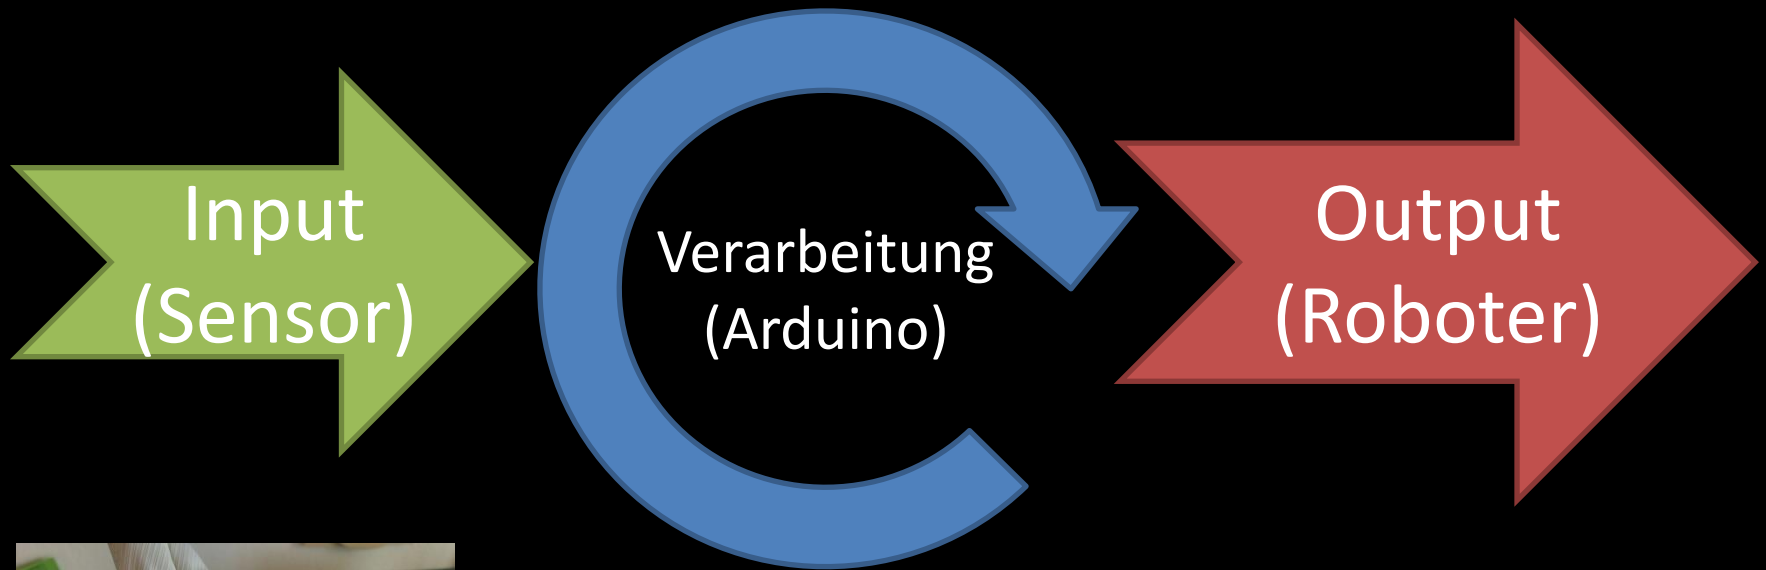 Input
(Sensor)
Verarbeitung
(Arduino)
Output
(Roboter)